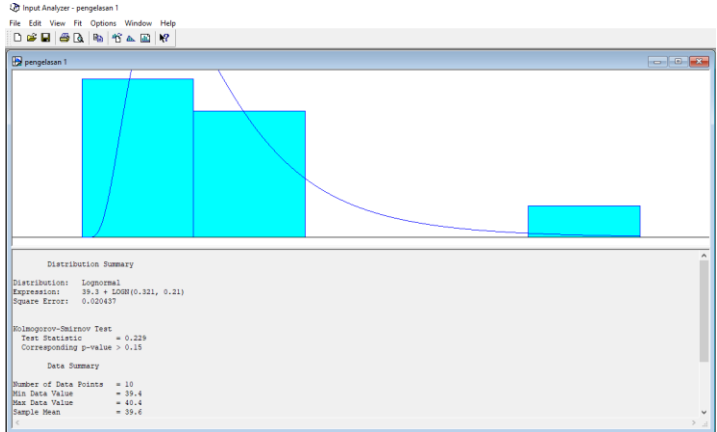 Input Analyzer - pengelasan 1
File Edit View Fit Options Window Help
pengelasan 1
Distribution Summary
Distribution: Lognormal
Expression: 39.3 + LOGN(0.321, 0.21)
Square Error: 0.020437
Kolmogorov-Smirnov Test
Test Statistic = 0.229
Corresponding p-value > 0.15
Data Summary
Number of Data Points = 10
Min Data Value = 39.4
Max Data Value = 40.4
Sample Mean = 39.6